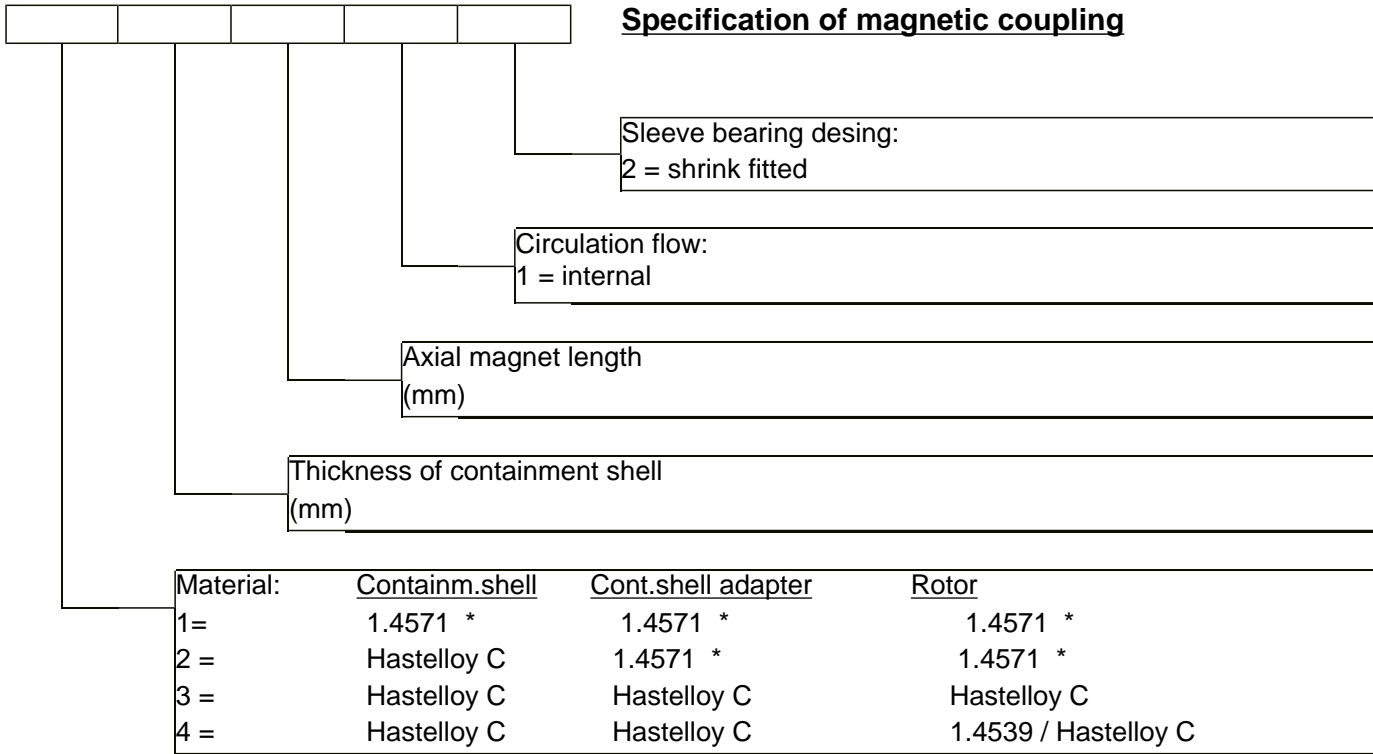 Specification of magnetic coupling
Sleeve bearing desing:
2 = shrink fitted
Circulation flow:
1 = internal
Axial magnet length
(mm)
Thickness of containment shell
(mm)
Material: Containm.shell Cont.shell adapter Rotor
1= 1.4571 * 1.4571 * 1.4571 *
2 = Hastelloy C 1.4571 * 1.4571 *
3 = Hastelloy C Hastelloy C Hastelloy C
4 = Hastelloy C Hastelloy C 1.4539 / Hastelloy C